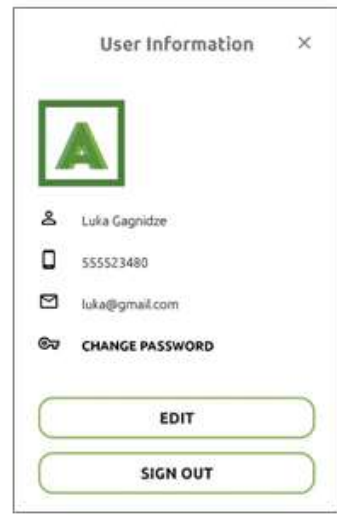 User Information
A
Luka Gagnidze
555523480
luka@gmail.com
CHANGE PASSWORD
EDIT
SIGN OUT